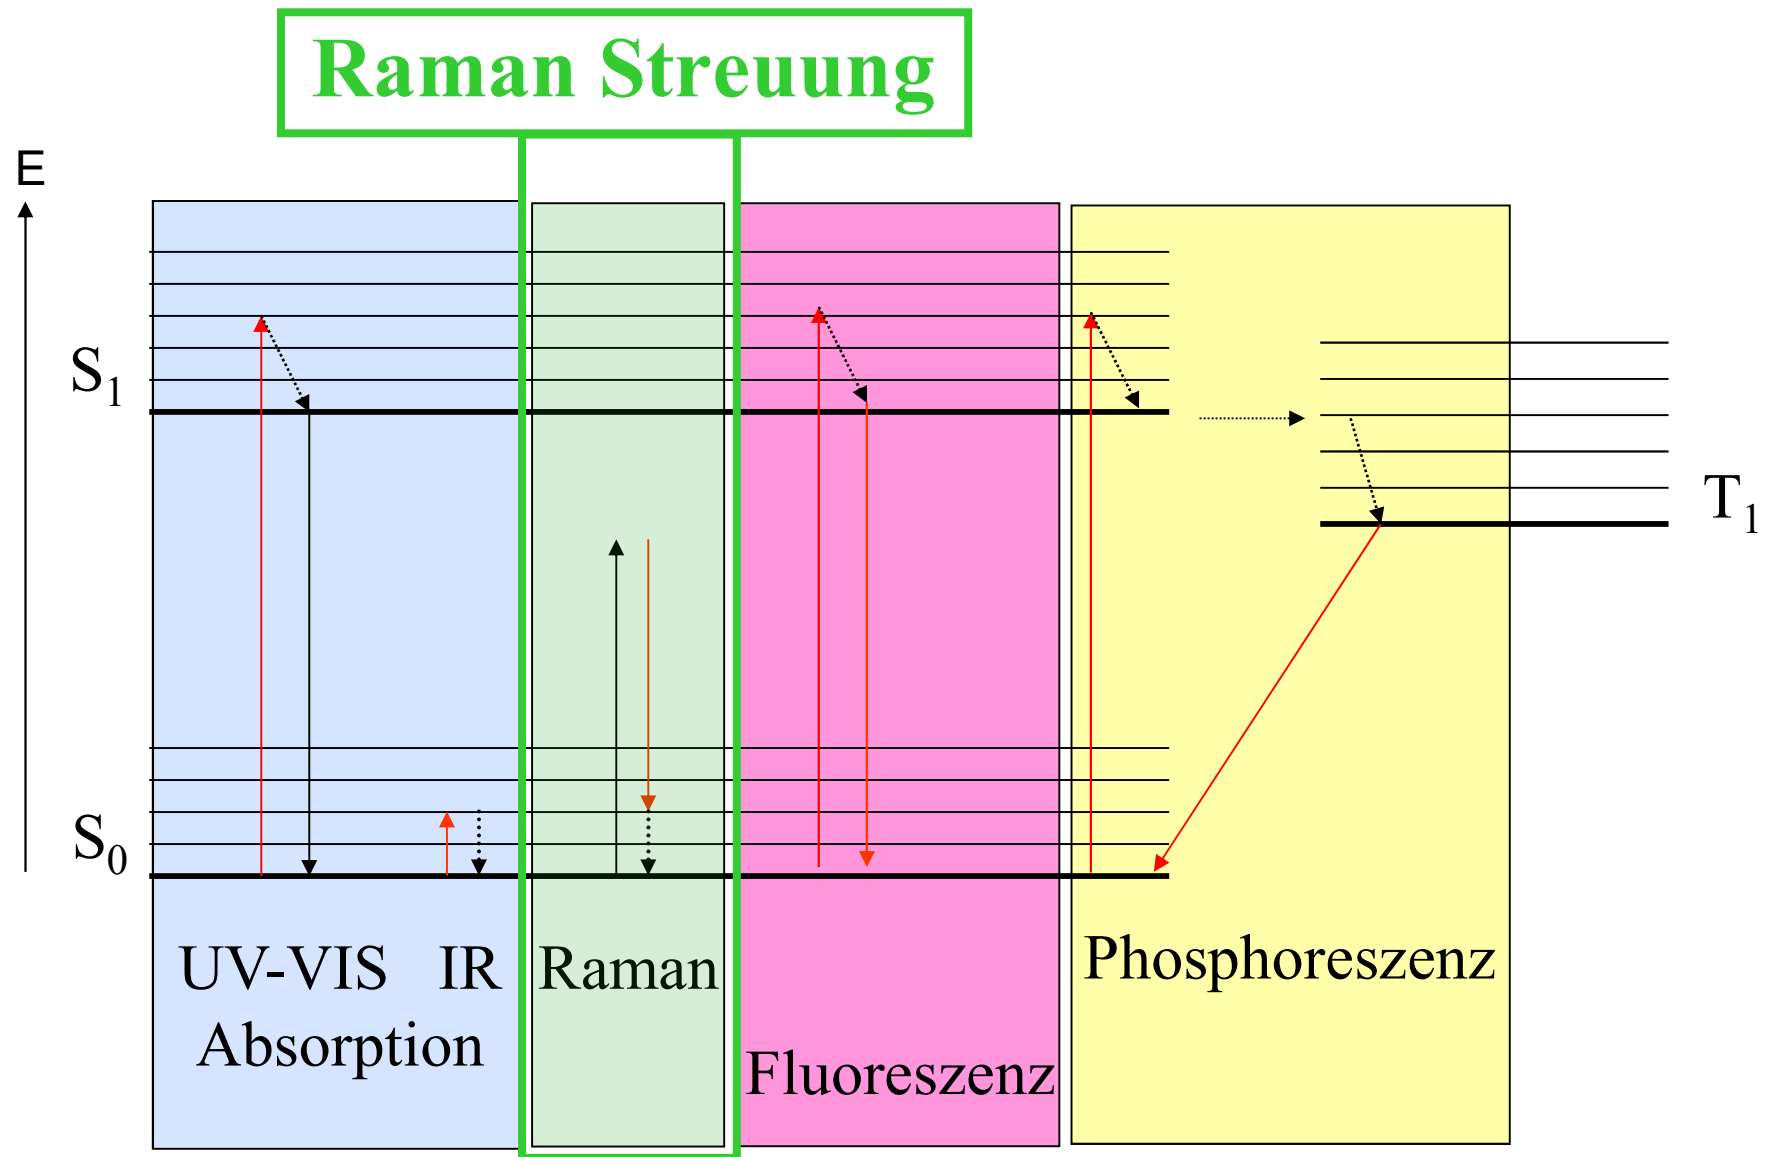 Raman Streuung
E
S1
T1
S0
UV-VIS IR Raman Phosphoreszenz
Absorption
Fluoreszenz